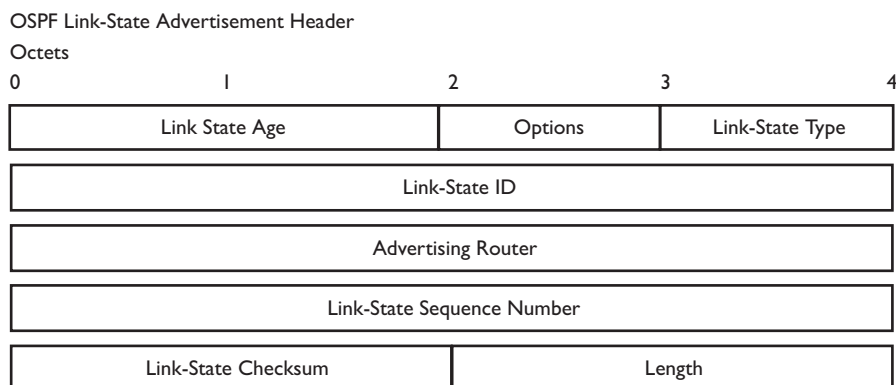 OSPF Link-State Advertisement Header
Octets
0 1 2 3 4
Link State Age Options Link-State Type
Link-State ID
Advertising Router
Link-State Sequence Number
Link-State Checksum Length